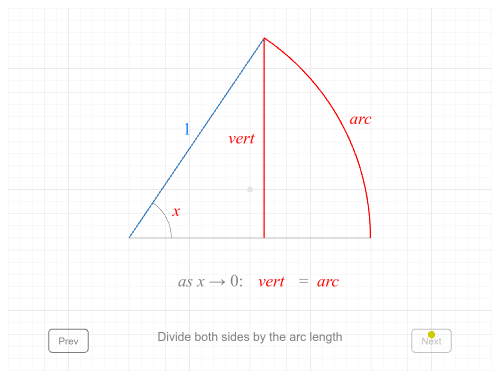 1
vert
arc
x
as x → 0: vert = arc
Divide both sides by the arc length
Prev
Next